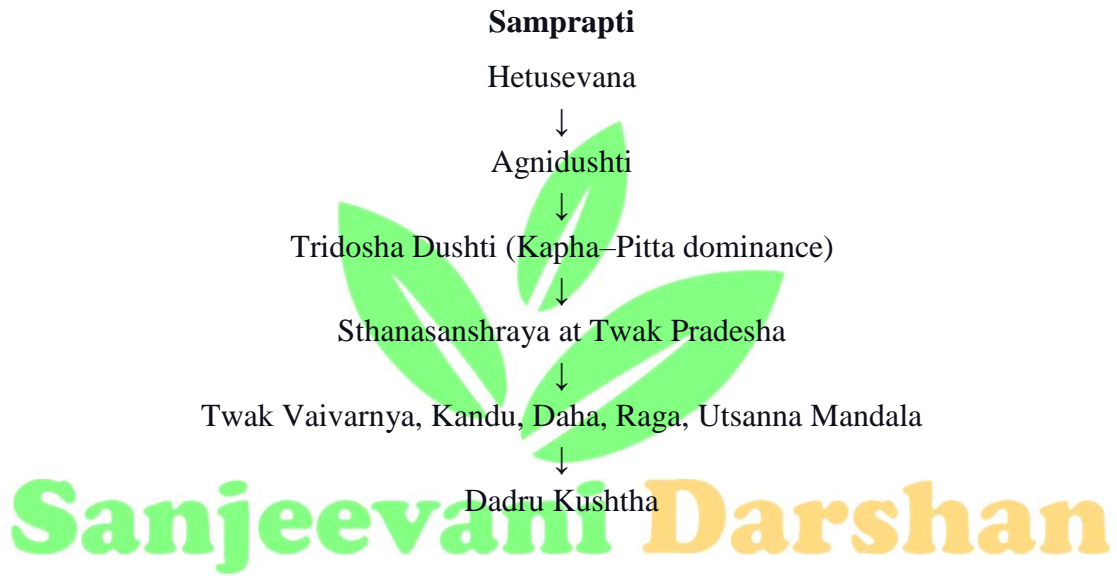 Samprapti
Hetusevana
↓
Agnidushti
↓
Tridosha Dushti (Kapha–Pitta dominance)
↓
Sthanasanshraya at Twak Pradesha
↓
Twak Vaivarnya, Kandu, Daha, Raga, Utsanna Mandala
↓
Dadru Kushtha
Sanjeevani Darshan